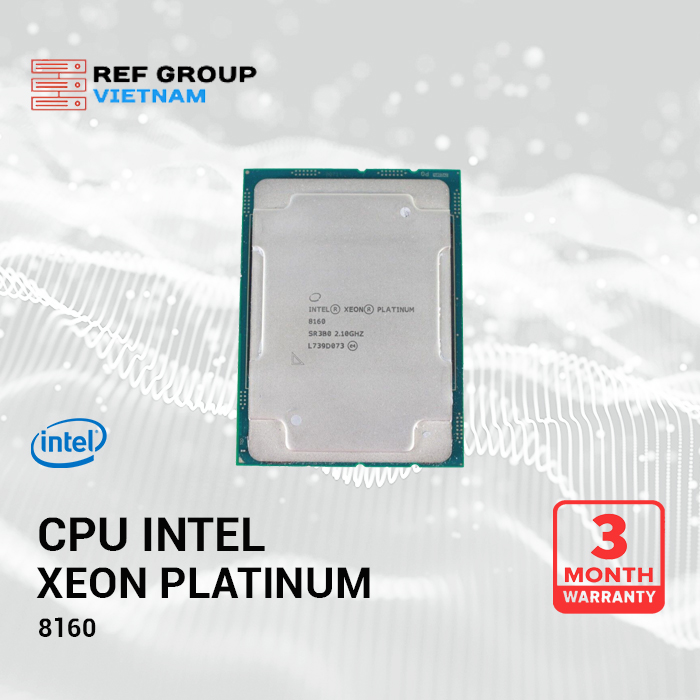 REF GROUP
VIETNAM
INTEL® XEON® PLATINUM
8160
SR3B0 2.10GHZ
L739D073 e4
intel
CPU INTEL
XEON PLATINUM
8160
3
MONTH
WARRANTY